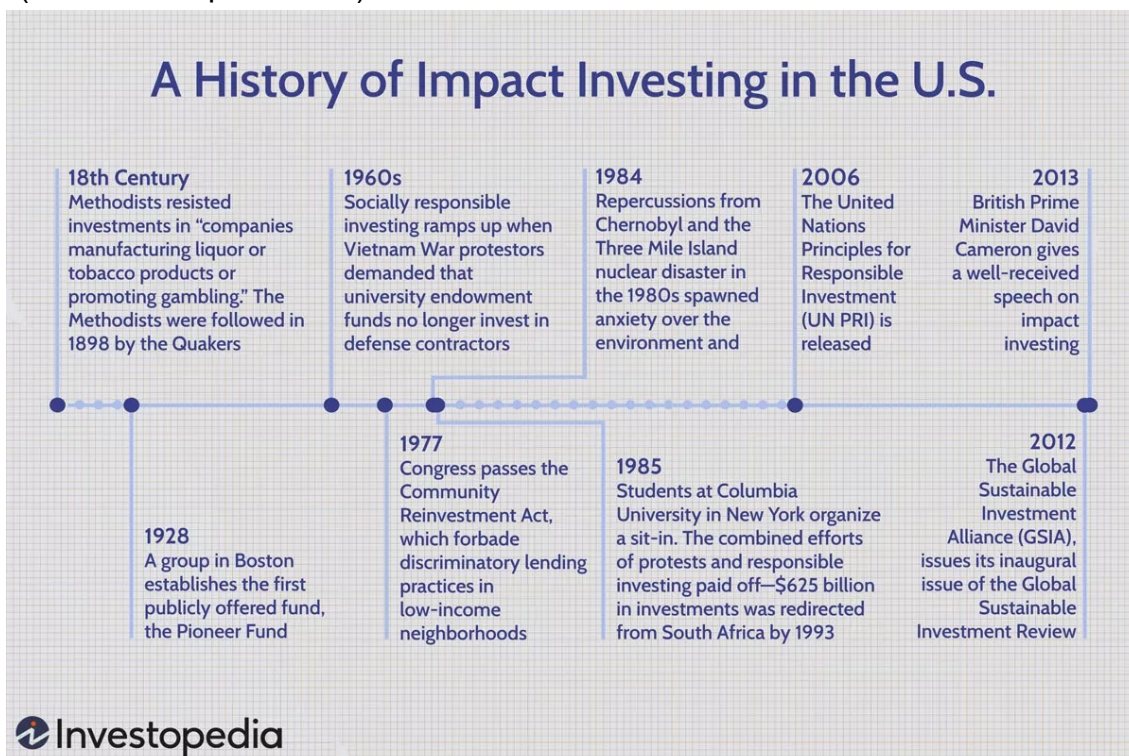 A History of Impact Investing in the U.S.
18th Century
Methodists resisted
investments in “companies
manufacturing liquor or
tobacco products or
promoting gambling.” The
Methodists were followed in
1898 by the Quakers
1960s
Socially responsible
investing ramps up when
Vietnam War protestors
demanded that
university endowment
funds no longer invest in
defense contractors
1984
Repercussions from
Chernobyl and the
Three Mile Island
nuclear disaster in
the 1980s spawned
anxiety over the
environment and
2006
The United
Nations
Principles for
Responsible
Investment
(UN PRI) is
released
2013
British Prime
Minister David
Cameron gives
a well-received
speech on
impact
investing
1928
A group in Boston
establishes the first
publicly offered fund,
the Pioneer Fund
1977
Congress passes the
Community
Reinvestment Act,
which forbade
discriminatory lending
practices in
low-income
neighborhoods
1985
Students at Columbia
University in New York organize
a sit-in. The combined efforts
of protests and responsible
investing paid off—$625 billion
in investments was redirected
from South Africa by 1993
2012
The Global
Sustainable
Investment
Alliance (GSIA),
issues its inaugural
issue of the Global
Sustainable
Investment Review
Investopedia